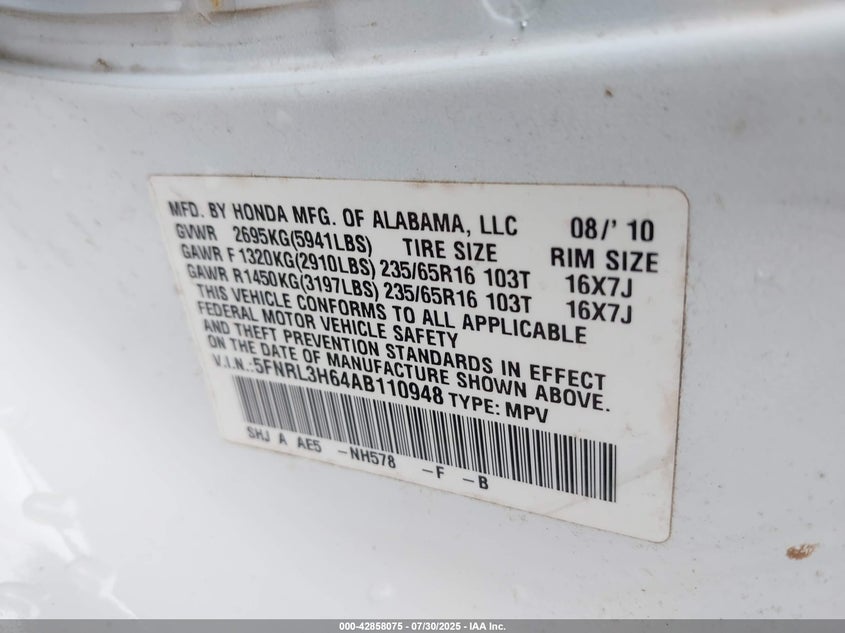 MFD. BY HONDA MFG. OF ALABAMA, LLC 08/' 10
GVWR 2695KG(5941LBS) TIRE SIZE RIM SIZE
GAWR F 1320KG(2910LBS) 235/65R16 103T 16X7J
GAWR R1450KG(3197LBS) 235/65R16 103T 16X7J
THIS VEHICLE CONFORMS TO ALL APPLICABLE
FEDERAL MOTOR VEHICLE SAFETY
AND THEFT PREVENTION STANDARDS IN EFFECT
ON THE DATE OF MANUFACTURE SHOWN ABOVE.
V.I.N.:5FNRL3H64AB110948 TYPE: MPV
SHJ A AE5 -NH578 -F -B
000-42858075 - 07/30/2025 - IAA Inc.